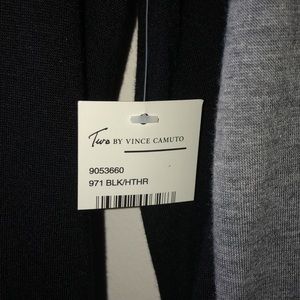 Two BY VINCE CAMUTO
9053660
971 BLK/HTHR